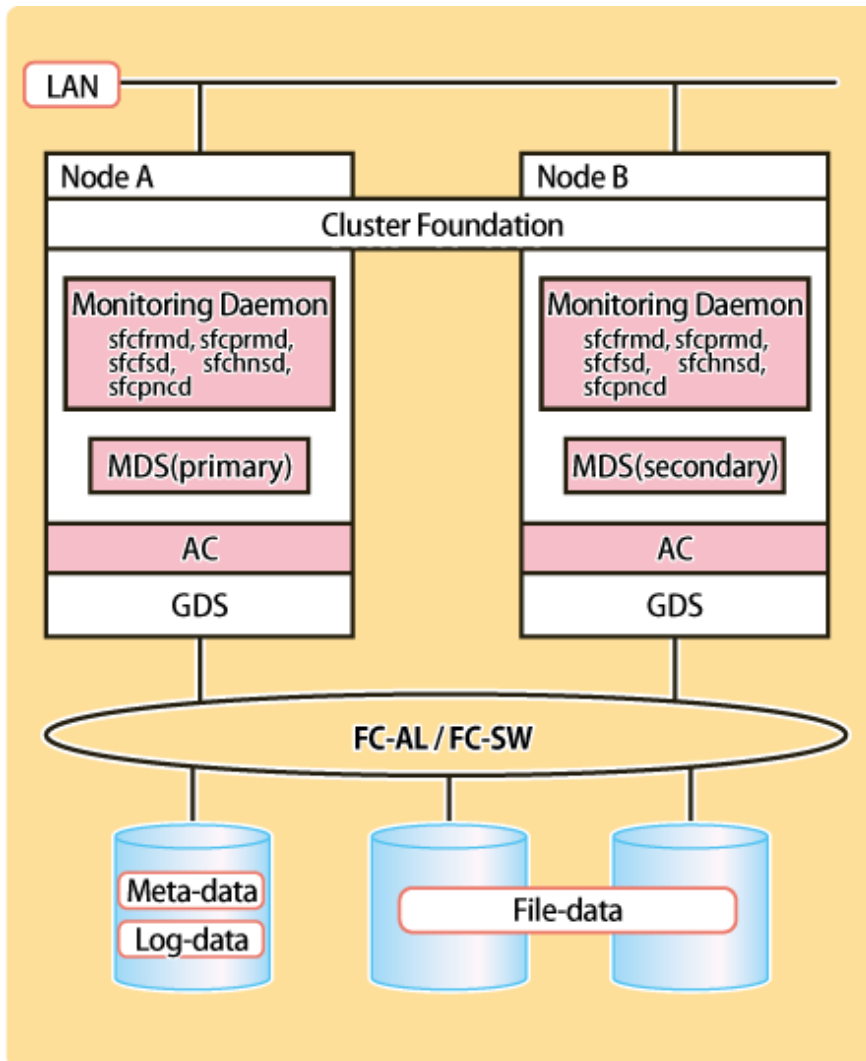 LAN
Node A
Node B
Cluster Foundation
Monitoring Daemon
sfcfrmd, sfcprmd,
sfcfsd, sfchnsd,
sfcpncd
Monitoring Daemon
sfcfrmd, sfcprmd,
sfcfsd, sfchnsd,
sfcpncd
MDS(primary)
MDS(secondary)
AC
AC
GDS
GDS
FC-AL / FC-SW
Meta-data
Log-data
File-data